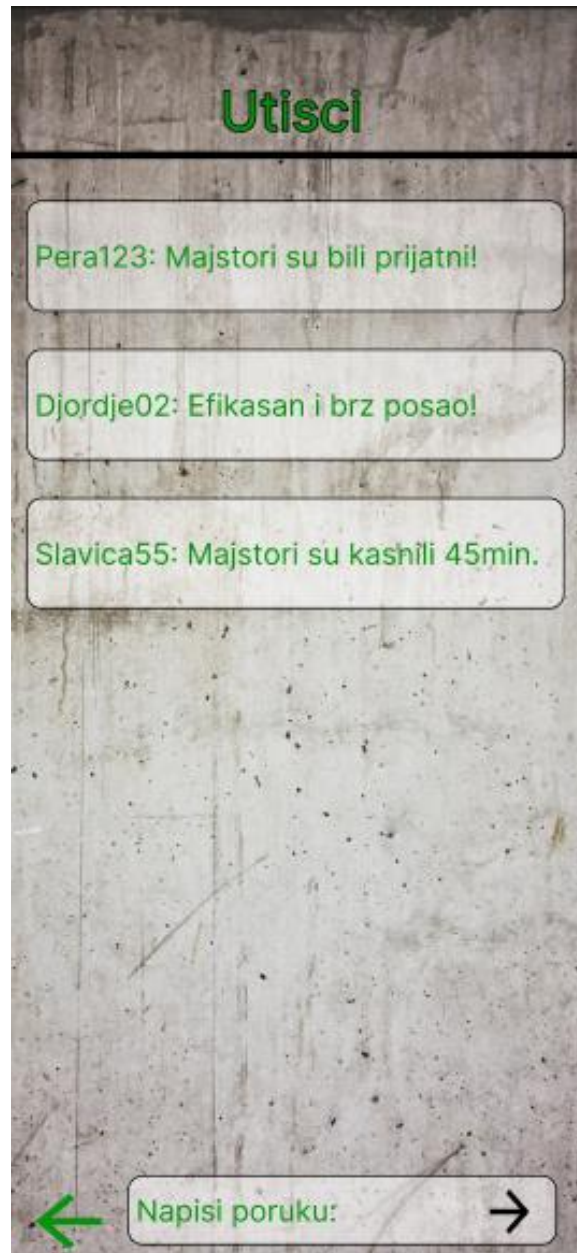 Utisci
Pera123: Majstori su bili prijatni!
Djordje02: Efikasan i brz posao!
Slavica55: Majstori su kasnili 45min.
Napisi poruku: